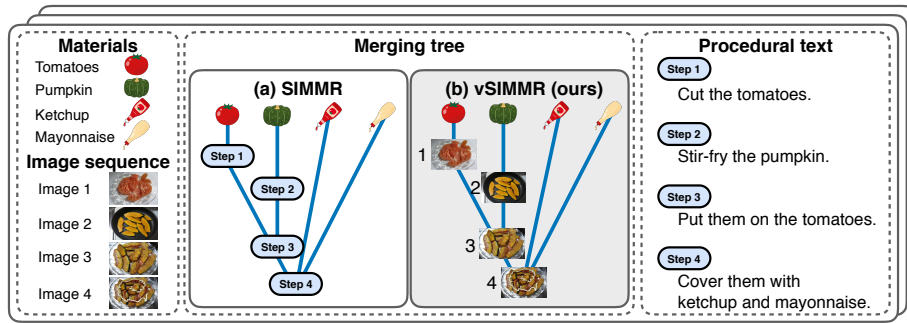 Materials
Tomatoes
Pumpkin
Ketchup
Mayonnaise
Image sequence
Image 1
Image 2
Image 3
Image 4
Merging tree
(a) SIMMR
Step 1
Step 2
Step 3
Step 4
(b) vSIMMR (ours)
1
2
3
4
Procedural text
Step 1
Cut the tomatoes.
Step 2
Stir-fry the pumpkin.
Step 3
Put them on the tomatoes.
Step 4
Cover them with
ketchup and mayonnaise.